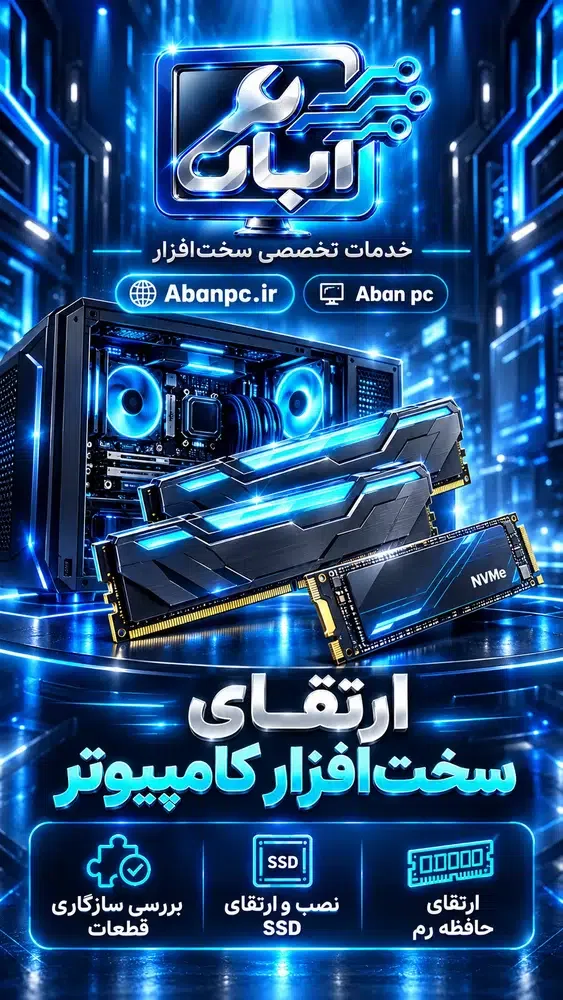 آبان
خدمات تخصصی سخت‌افزار
Abanpc.ir
Aban pc
NVMe
ارتقـای
سخت‌افزار کامپیوتر
ارتقای
حافظه رم
SSD
نصب و ارتقای
SSD
بررسی سازگاری
قطعات